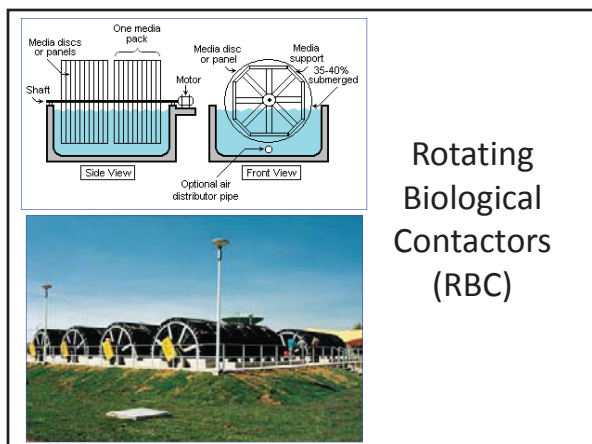 One media
pack
Media discs
or panels
Motor
Shaft
Side View
Media disc
or panel
Media
support
35-40%
submerged
Optional air
distributor pipe
Front View
Rotating
Biological
Contactors
(RBC)